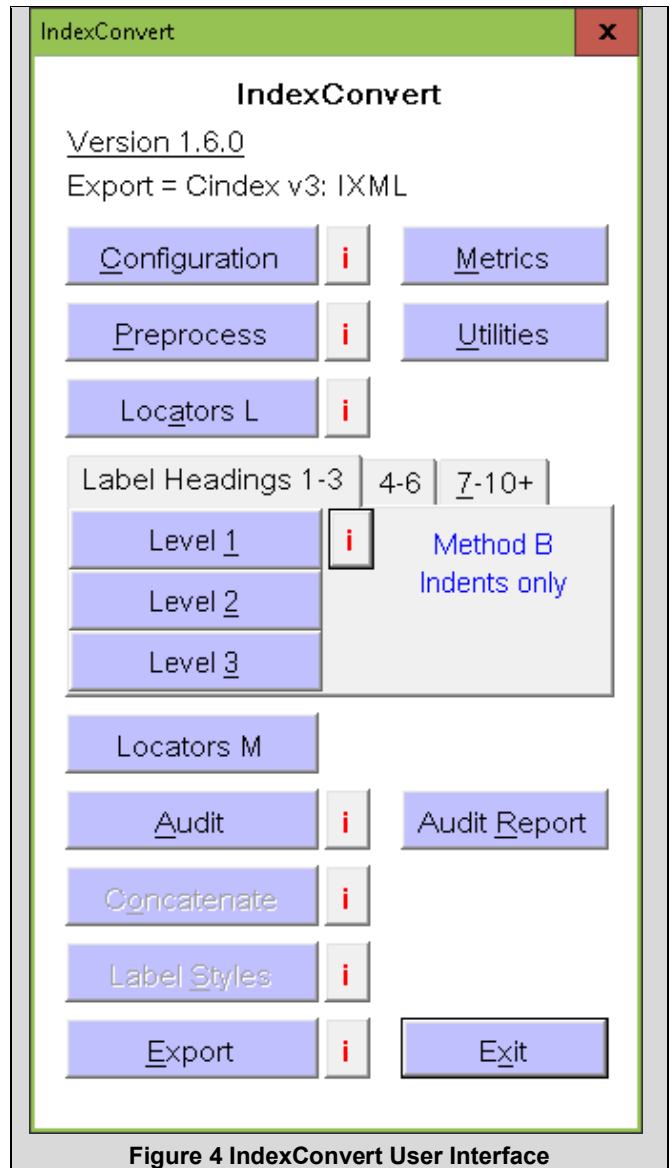 IndexConvert x
IndexConvert
Version 1.6.0
Export = Cindex v3: IXML
Configuration i Metrics
Preprocess i Utilities
Locators L i
Label Headings 1-3 4-6 7-10+
Level 1 i Method B
Level 2 Indents only
Level 3
Locators M
Audit i Audit Report
Concatenate i
Label Styles i
Export i Exit
Figure 4 IndexConvert User Interface